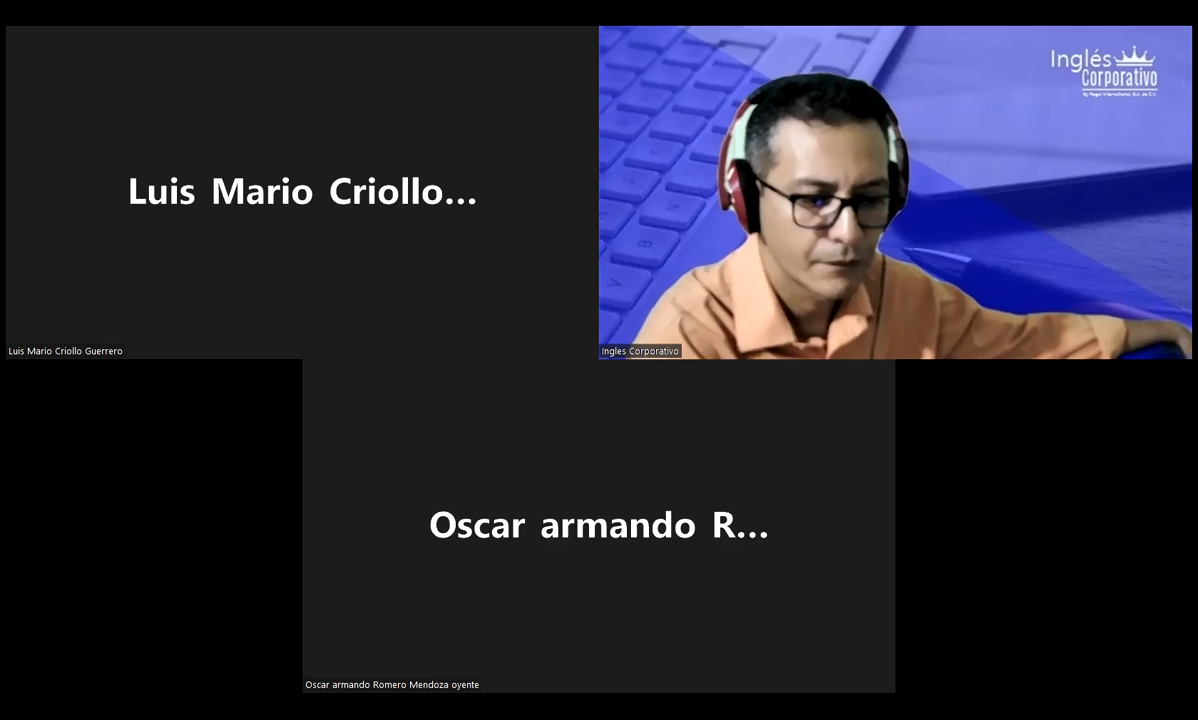 Luis Mario Criollo...
Luis Mario Criollo Guerrero
Inglés
Corporativo
Ingles Corporativo
Oscar armando R...
Oscar armando Romero Mendoza oyente